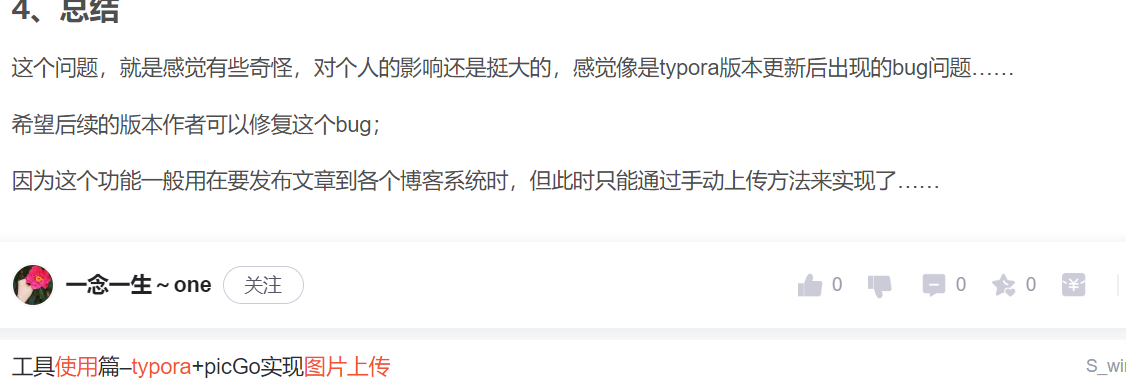 4、总结
这个问题，就是感觉有些奇怪，对个人的影响还是挺大的，感觉像是typora版本更新后出现的bug问题……
希望后续的版本作者可以修复这个bug；
因为这个功能一般用在要发布文章到各个博客系统时，但此时只能通过手动上传方法来实现了……
一念一生～one 关注 0 0 0
工具使用篇–typora+picGo实现图片上传